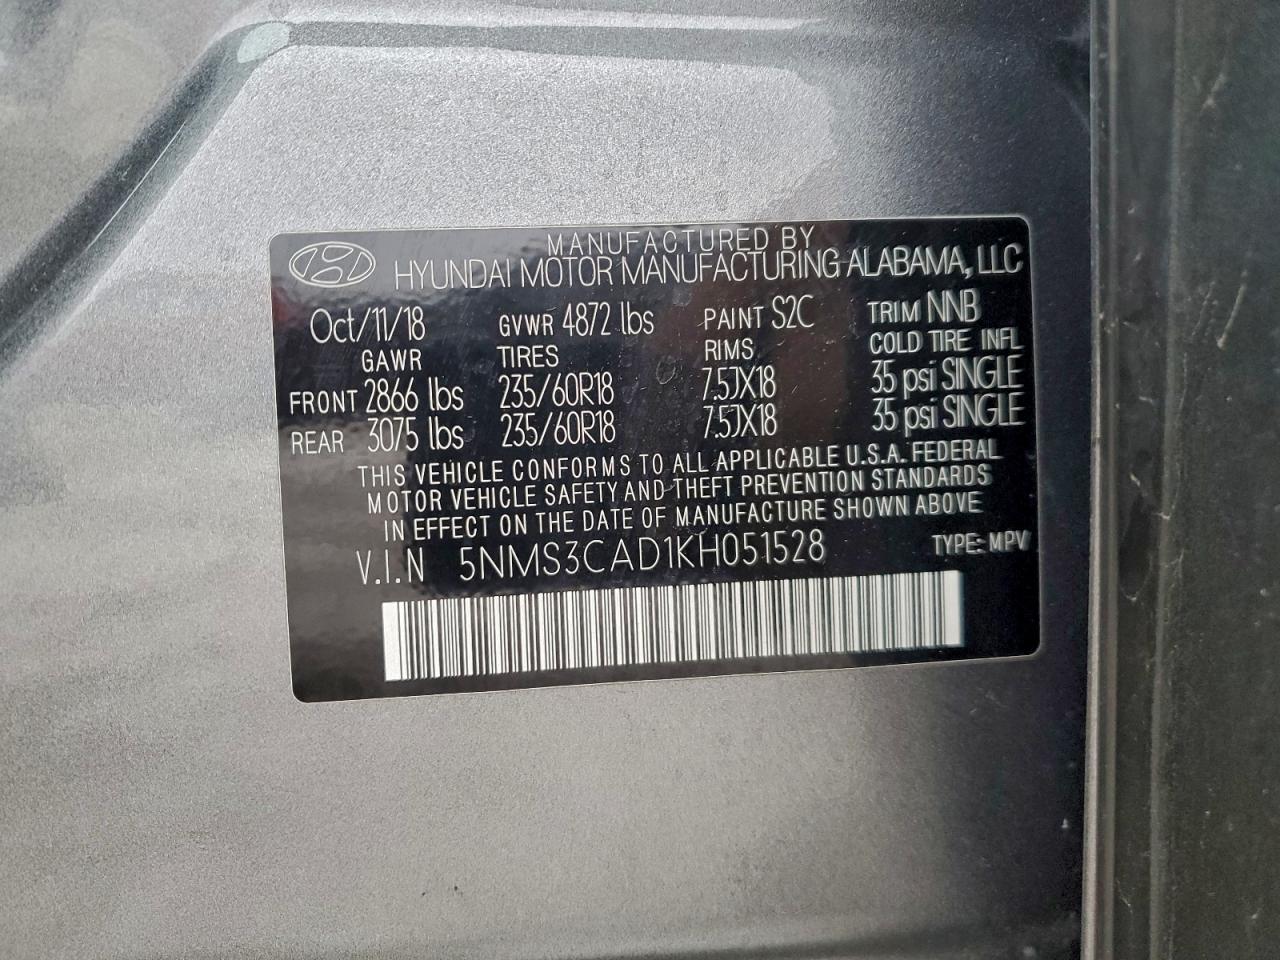 MANUFACTURED BY
HYUNDAI MOTOR MANUFACTURING ALABAMA, LLC
Oct/11/18 GVWR 4872 lbs PAINT S2C TRIM NNB
GAWR TIRES RIMS COLD TIRE INFL
FRONT 2866 lbs 235/60R18 7.5JX18 35 psi SINGLE
REAR 3075 lbs 235/60R18 7.5JX18 35 psi SINGLE
THIS VEHICLE CONFORMS TO ALL APPLICABLE U.S.A. FEDERAL
MOTOR VEHICLE SAFETY AND THEFT PREVENTION STANDARDS
IN EFFECT ON THE DATE OF MANUFACTURE SHOWN ABOVE
V.I.N 5NMS3CAD1KH051528 TYPE: MPV